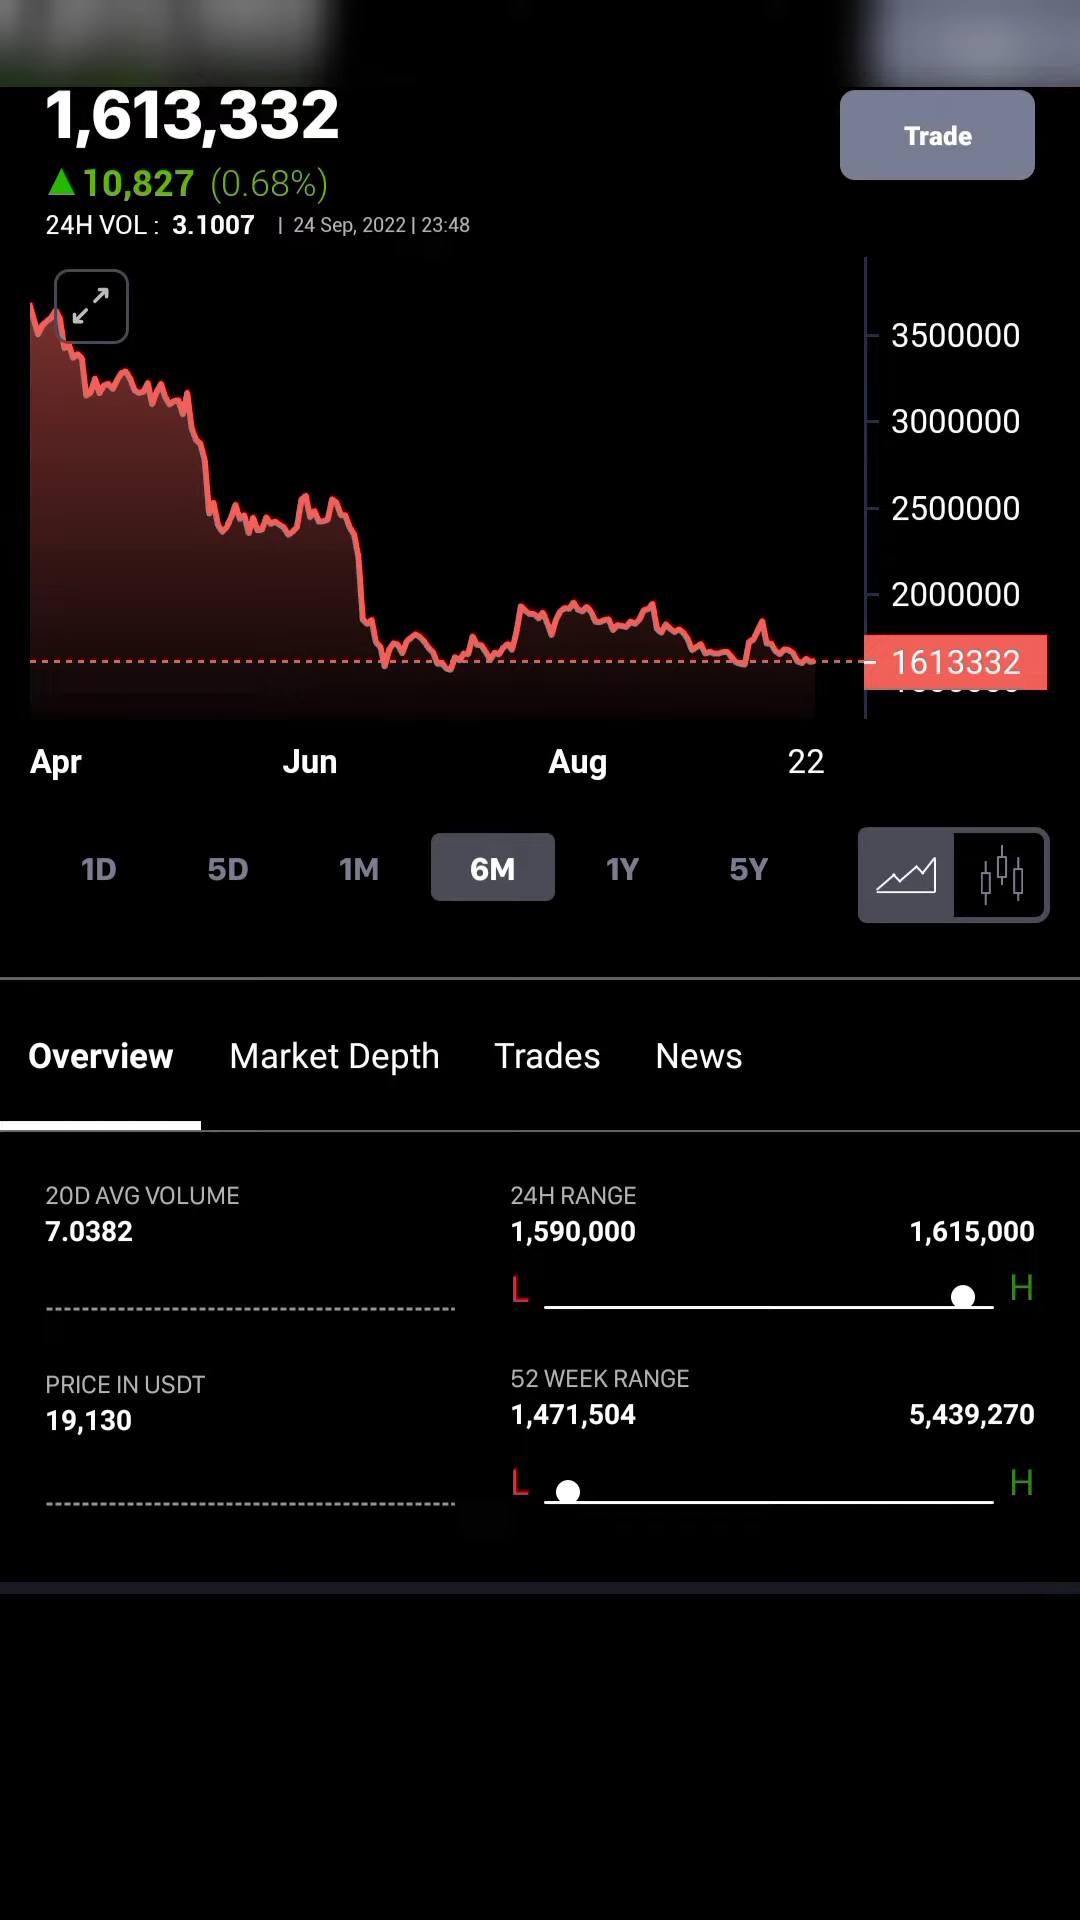 1,613,332
Trade
▲10,827 (0.68%)
24H VOL : 3.1007 | 24 Sep, 2022 | 23:48
3500000
3000000
2500000
2000000
1613332
Apr Jun Aug 22
1D 5D 1M 6M 1Y 5Y
Overview Market Depth Trades News
20D AVG VOLUME 24H RANGE
7.0382 1,590,000 1,615,000
L H
PRICE IN USDT 52 WEEK RANGE
19,130 1,471,504 5,439,270
L H